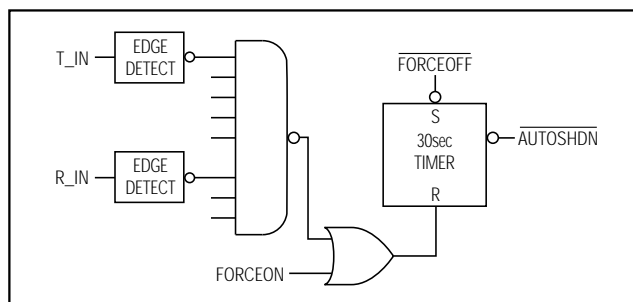 T_IN
EDGE
DETECT
R_IN
EDGE
DETECT
FORCEON
FORCEOFF
S
30sec
TIMER
R
AUTOSHDN